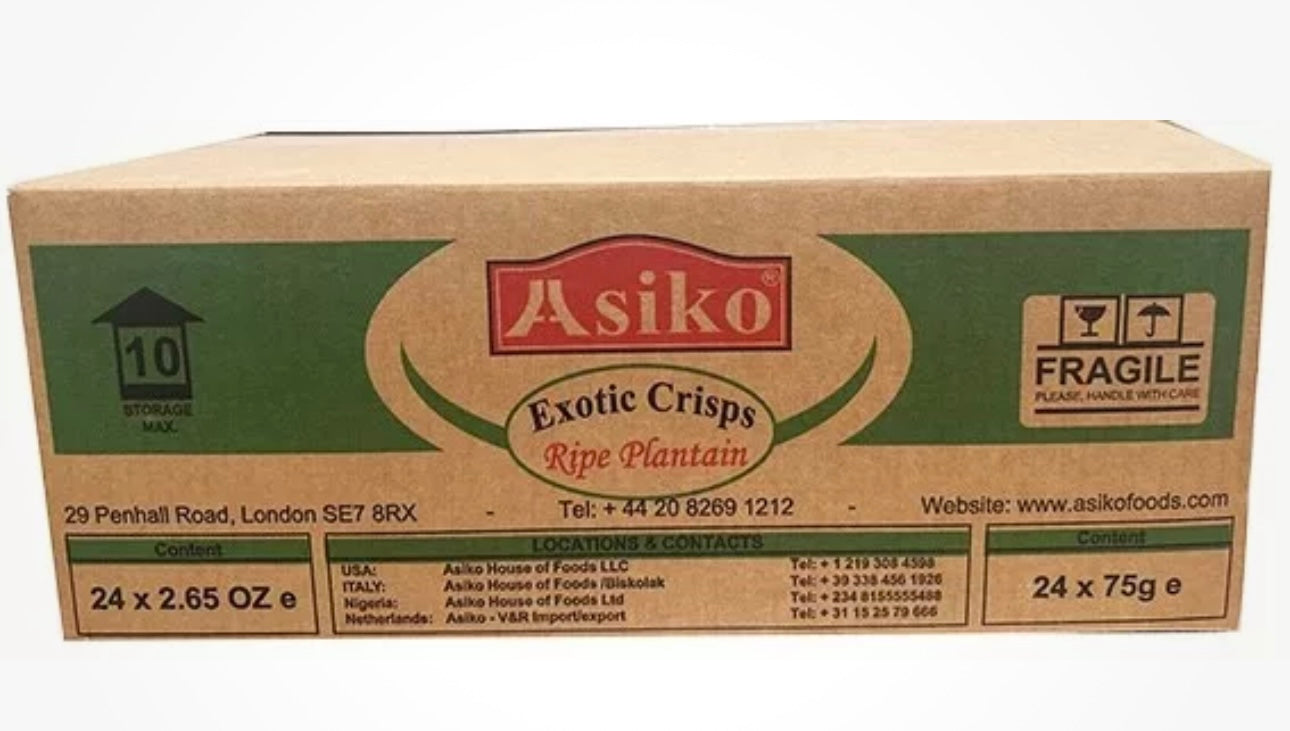 Asiko®
Exotic Crisps
Ripe Plantain
10
STORAGE
MAX.
FRAGILE
PLEASE, HANDLE WITH CARE
29 Penhall Road, London SE7 8RX - Tel: + 44 20 8269 1212 - Website: www.asikofoods.com
Content
24 x 2.65 OZ e
LOCATIONS & CONTACTS
USA: Asiko House of Foods LLC Tel: + 1 219 308 4598
ITALY: Asiko House of Foods /Biskolak Tel: + 39 338 456 1926
Nigeria: Asiko House of Foods Ltd Tel: + 234 8155555488
Netherlands: Asiko - V&R Import/export Tel: + 31 15 25 79 666
Content
24 x 75g e